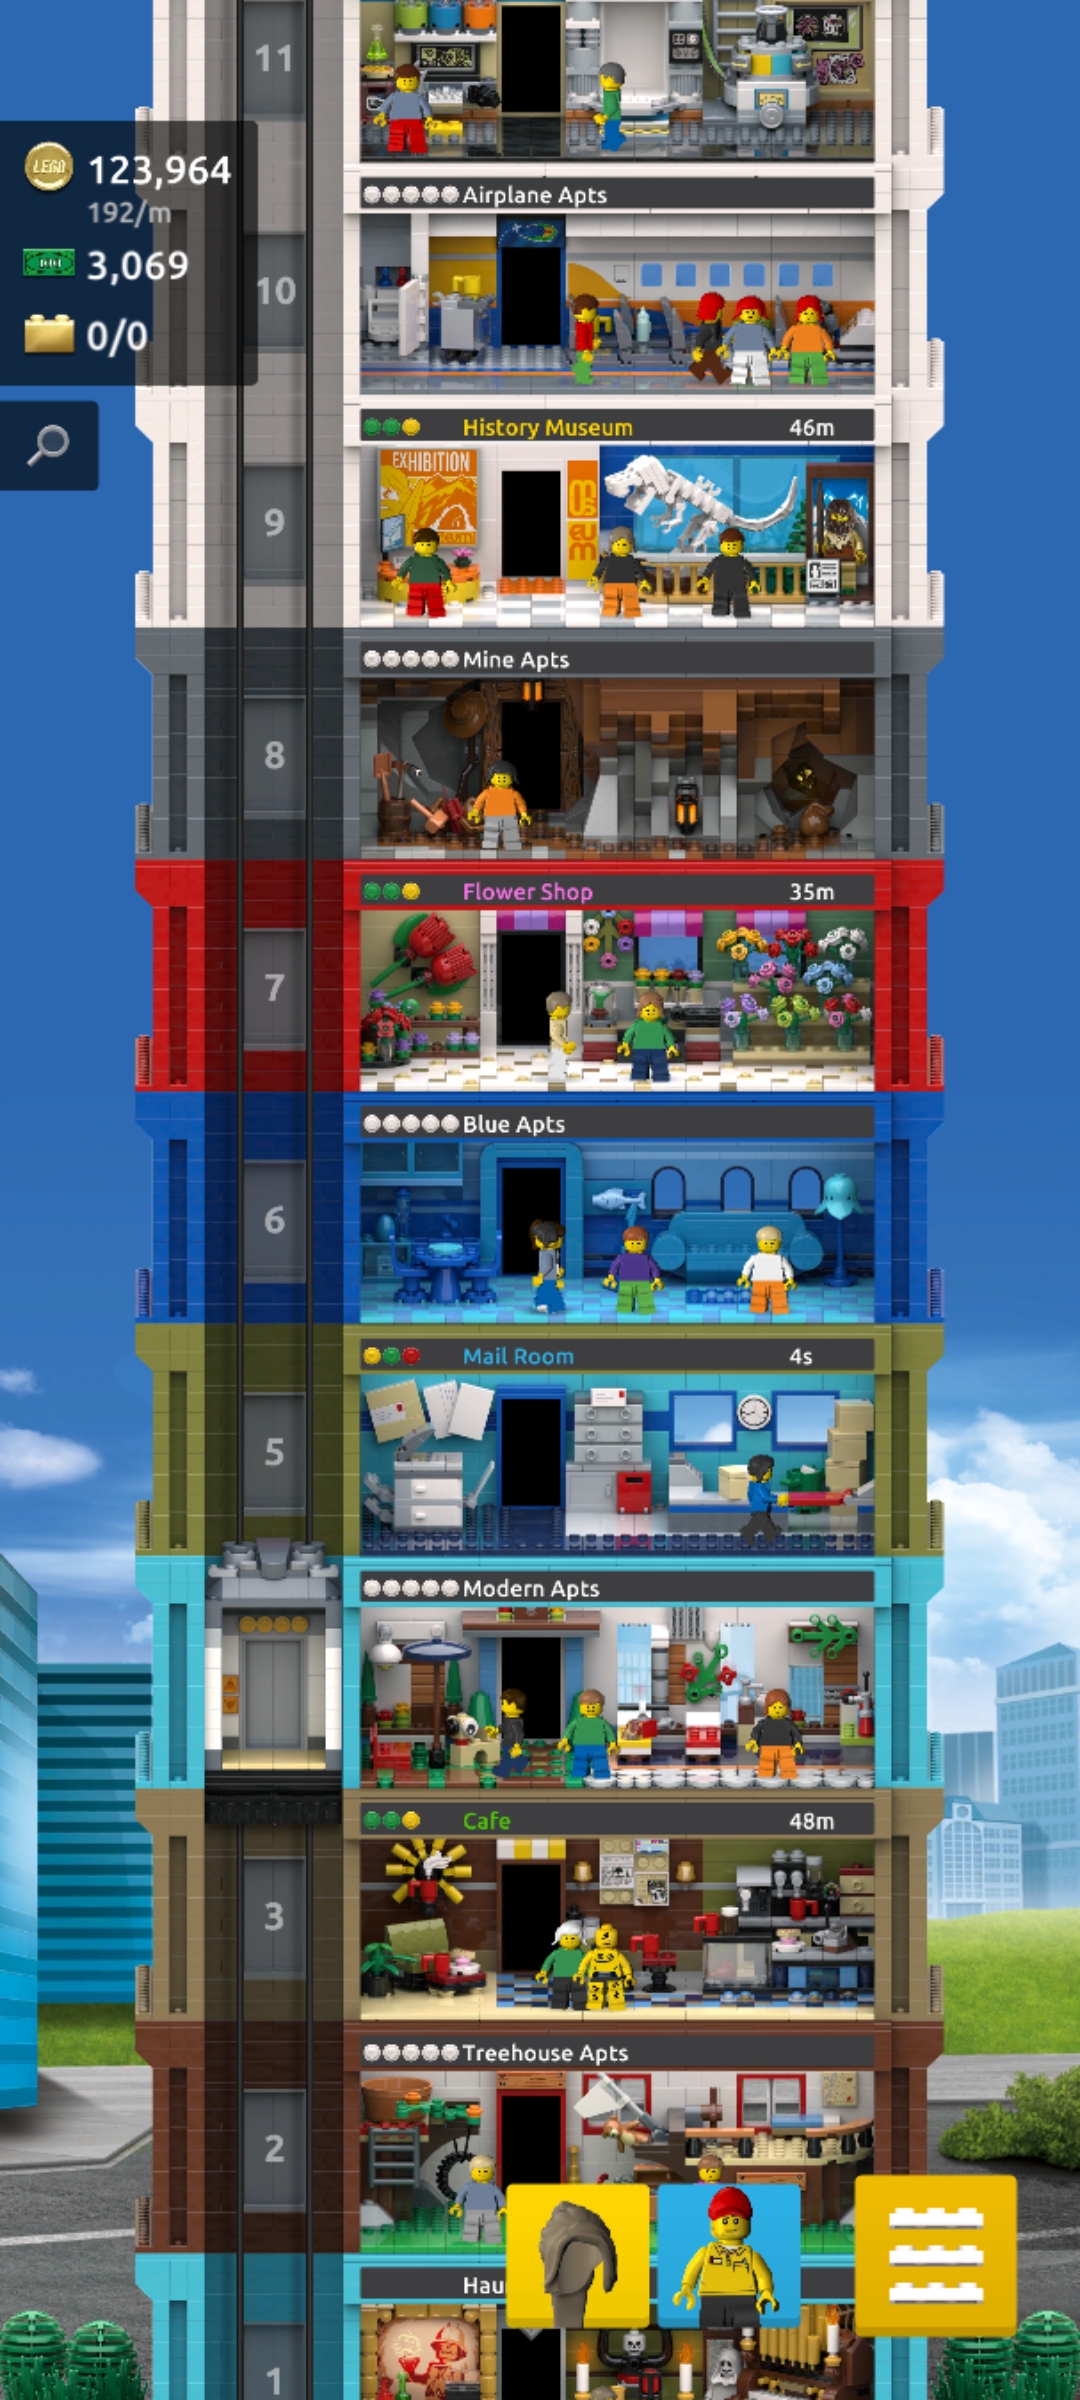 11
LEGO 123,964
192/m
3,069
0/0
Airplane Apts
10
History Museum 46m
EXHIBITION
9
Mine Apts
8
Flower Shop 35m
7
Blue Apts
6
Mail Room 4s
5
Modern Apts
Cafe 48m
3
Treehouse Apts
2
Hau
1